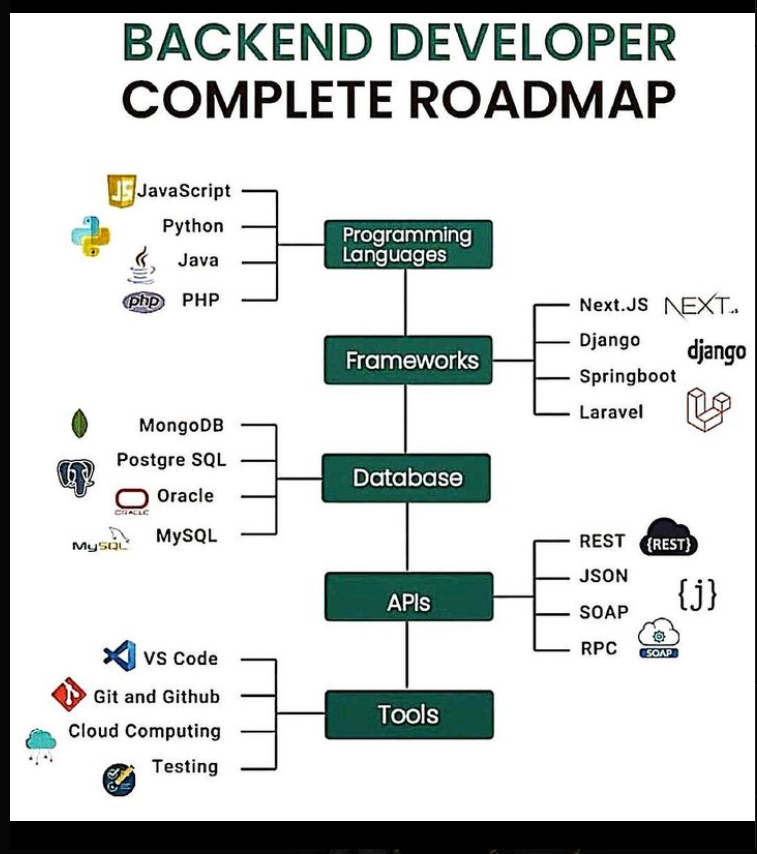 BACKEND DEVELOPER
COMPLETE ROADMAP
JS JavaScript
Python
Java
php PHP
Programming
Languages
Next.JS NEXT.JS
Frameworks
Django django
Springboot
Laravel
MongoDB
Postgre SQL
Oracle
ORACLE
MySQL
MySQL
Database
REST {REST}
JSON {j}
SOAP
RPC SOAP
APIs
VS Code
Git and Github
Cloud Computing
Testing
Tools